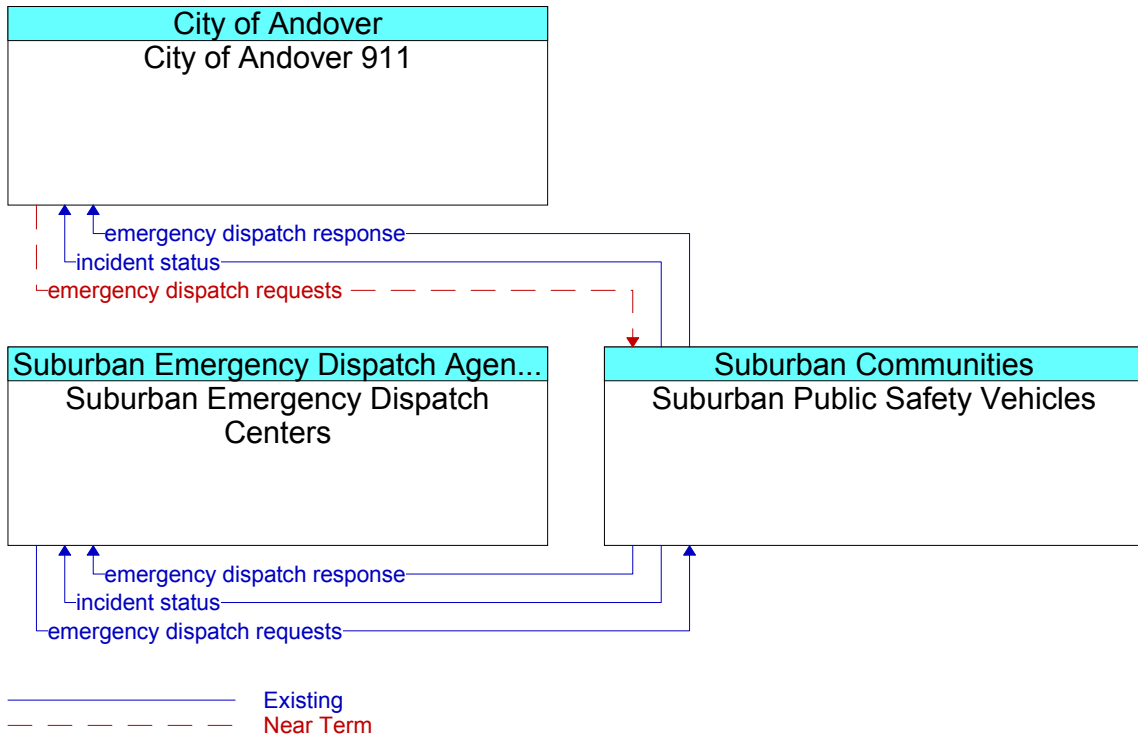 City of Andover
City of Andover 911
emergency dispatch response
incident status
emergency dispatch requests
Suburban Emergency Dispatch Agen...
Suburban Emergency Dispatch
Centers
Suburban Communities
Suburban Public Safety Vehicles
emergency dispatch response
incident status
emergency dispatch requests
Existing
Near Term